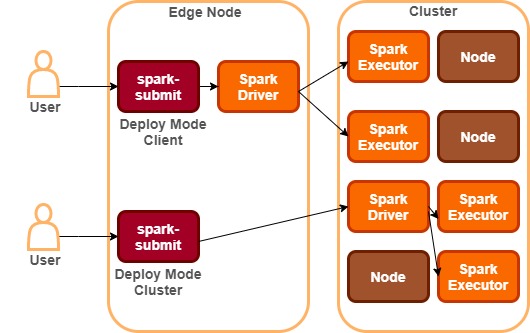 Edge Node
Cluster
User
spark-
submit
Deploy Mode
Client
Spark
Driver
Spark
Executor
Node
Spark
Executor
Node
User
spark-
submit
Deploy Mode
Cluster
Spark
Driver
Spark
Executor
Node
Spark
Executor